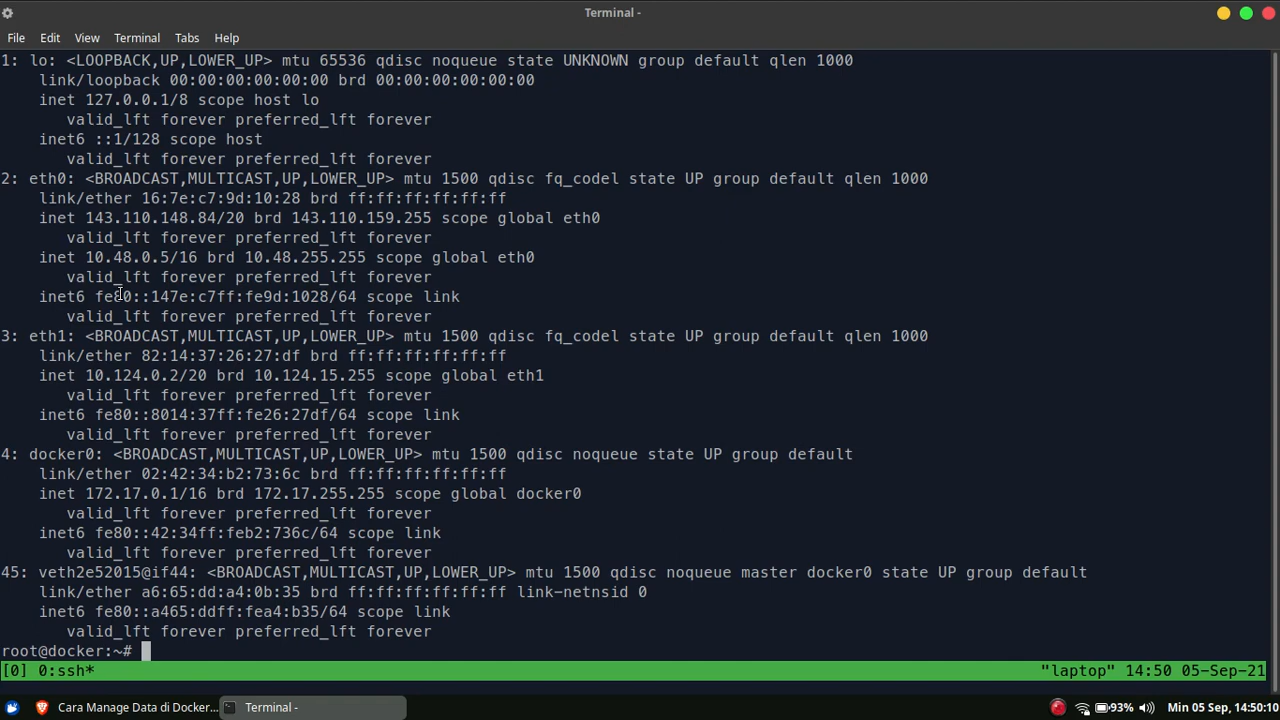 Terminal -
File Edit View Terminal Tabs Help
1: lo: <LOOPBACK,UP,LOWER_UP> mtu 65536 qdisc noqueue state UNKNOWN group default qlen 1000
    link/loopback 00:00:00:00:00:00 brd 00:00:00:00:00:00
    inet 127.0.0.1/8 scope host lo
       valid_lft forever preferred_lft forever
    inet6 ::1/128 scope host
       valid_lft forever preferred_lft forever
2: eth0: <BROADCAST,MULTICAST,UP,LOWER_UP> mtu 1500 qdisc fq_codel state UP group default qlen 1000
    link/ether 16:7e:c7:9d:10:28 brd ff:ff:ff:ff:ff:ff
    inet 143.110.148.84/20 brd 143.110.159.255 scope global eth0
       valid_lft forever preferred_lft forever
    inet 10.48.0.5/16 brd 10.48.255.255 scope global eth0
       valid_lft forever preferred_lft forever
    inet6 fe80::147e:c7ff:fe9d:1028/64 scope link
       valid_lft forever preferred_lft forever
3: eth1: <BROADCAST,MULTICAST,UP,LOWER_UP> mtu 1500 qdisc fq_codel state UP group default qlen 1000
    link/ether 82:14:37:26:27:df brd ff:ff:ff:ff:ff:ff
    inet 10.124.0.2/20 brd 10.124.15.255 scope global eth1
       valid_lft forever preferred_lft forever
    inet6 fe80::8014:37ff:fe26:27df/64 scope link
       valid_lft forever preferred_lft forever
4: docker0: <BROADCAST,MULTICAST,UP,LOWER_UP> mtu 1500 qdisc noqueue state UP group default
    link/ether 02:42:34:b2:73:6c brd ff:ff:ff:ff:ff:ff
    inet 172.17.0.1/16 brd 172.17.255.255 scope global docker0
       valid_lft forever preferred_lft forever
    inet6 fe80::42:34ff:feb2:736c/64 scope link
       valid_lft forever preferred_lft forever
45: veth2e52015@if44: <BROADCAST,MULTICAST,UP,LOWER_UP> mtu 1500 qdisc noqueue master docker0 state UP group default
    link/ether a6:65:dd:a4:0b:35 brd ff:ff:ff:ff:ff:ff link-netnsid 0
    inet6 fe80::a465:ddff:fea4:b35/64 scope link
       valid_lft forever preferred_lft forever
root@docker:~#
[0] 0:ssh* "laptop" 14:50 05-Sep-21
Cara Manage Data di Docker... Terminal - 93% Min 05 Sep, 14:50:10